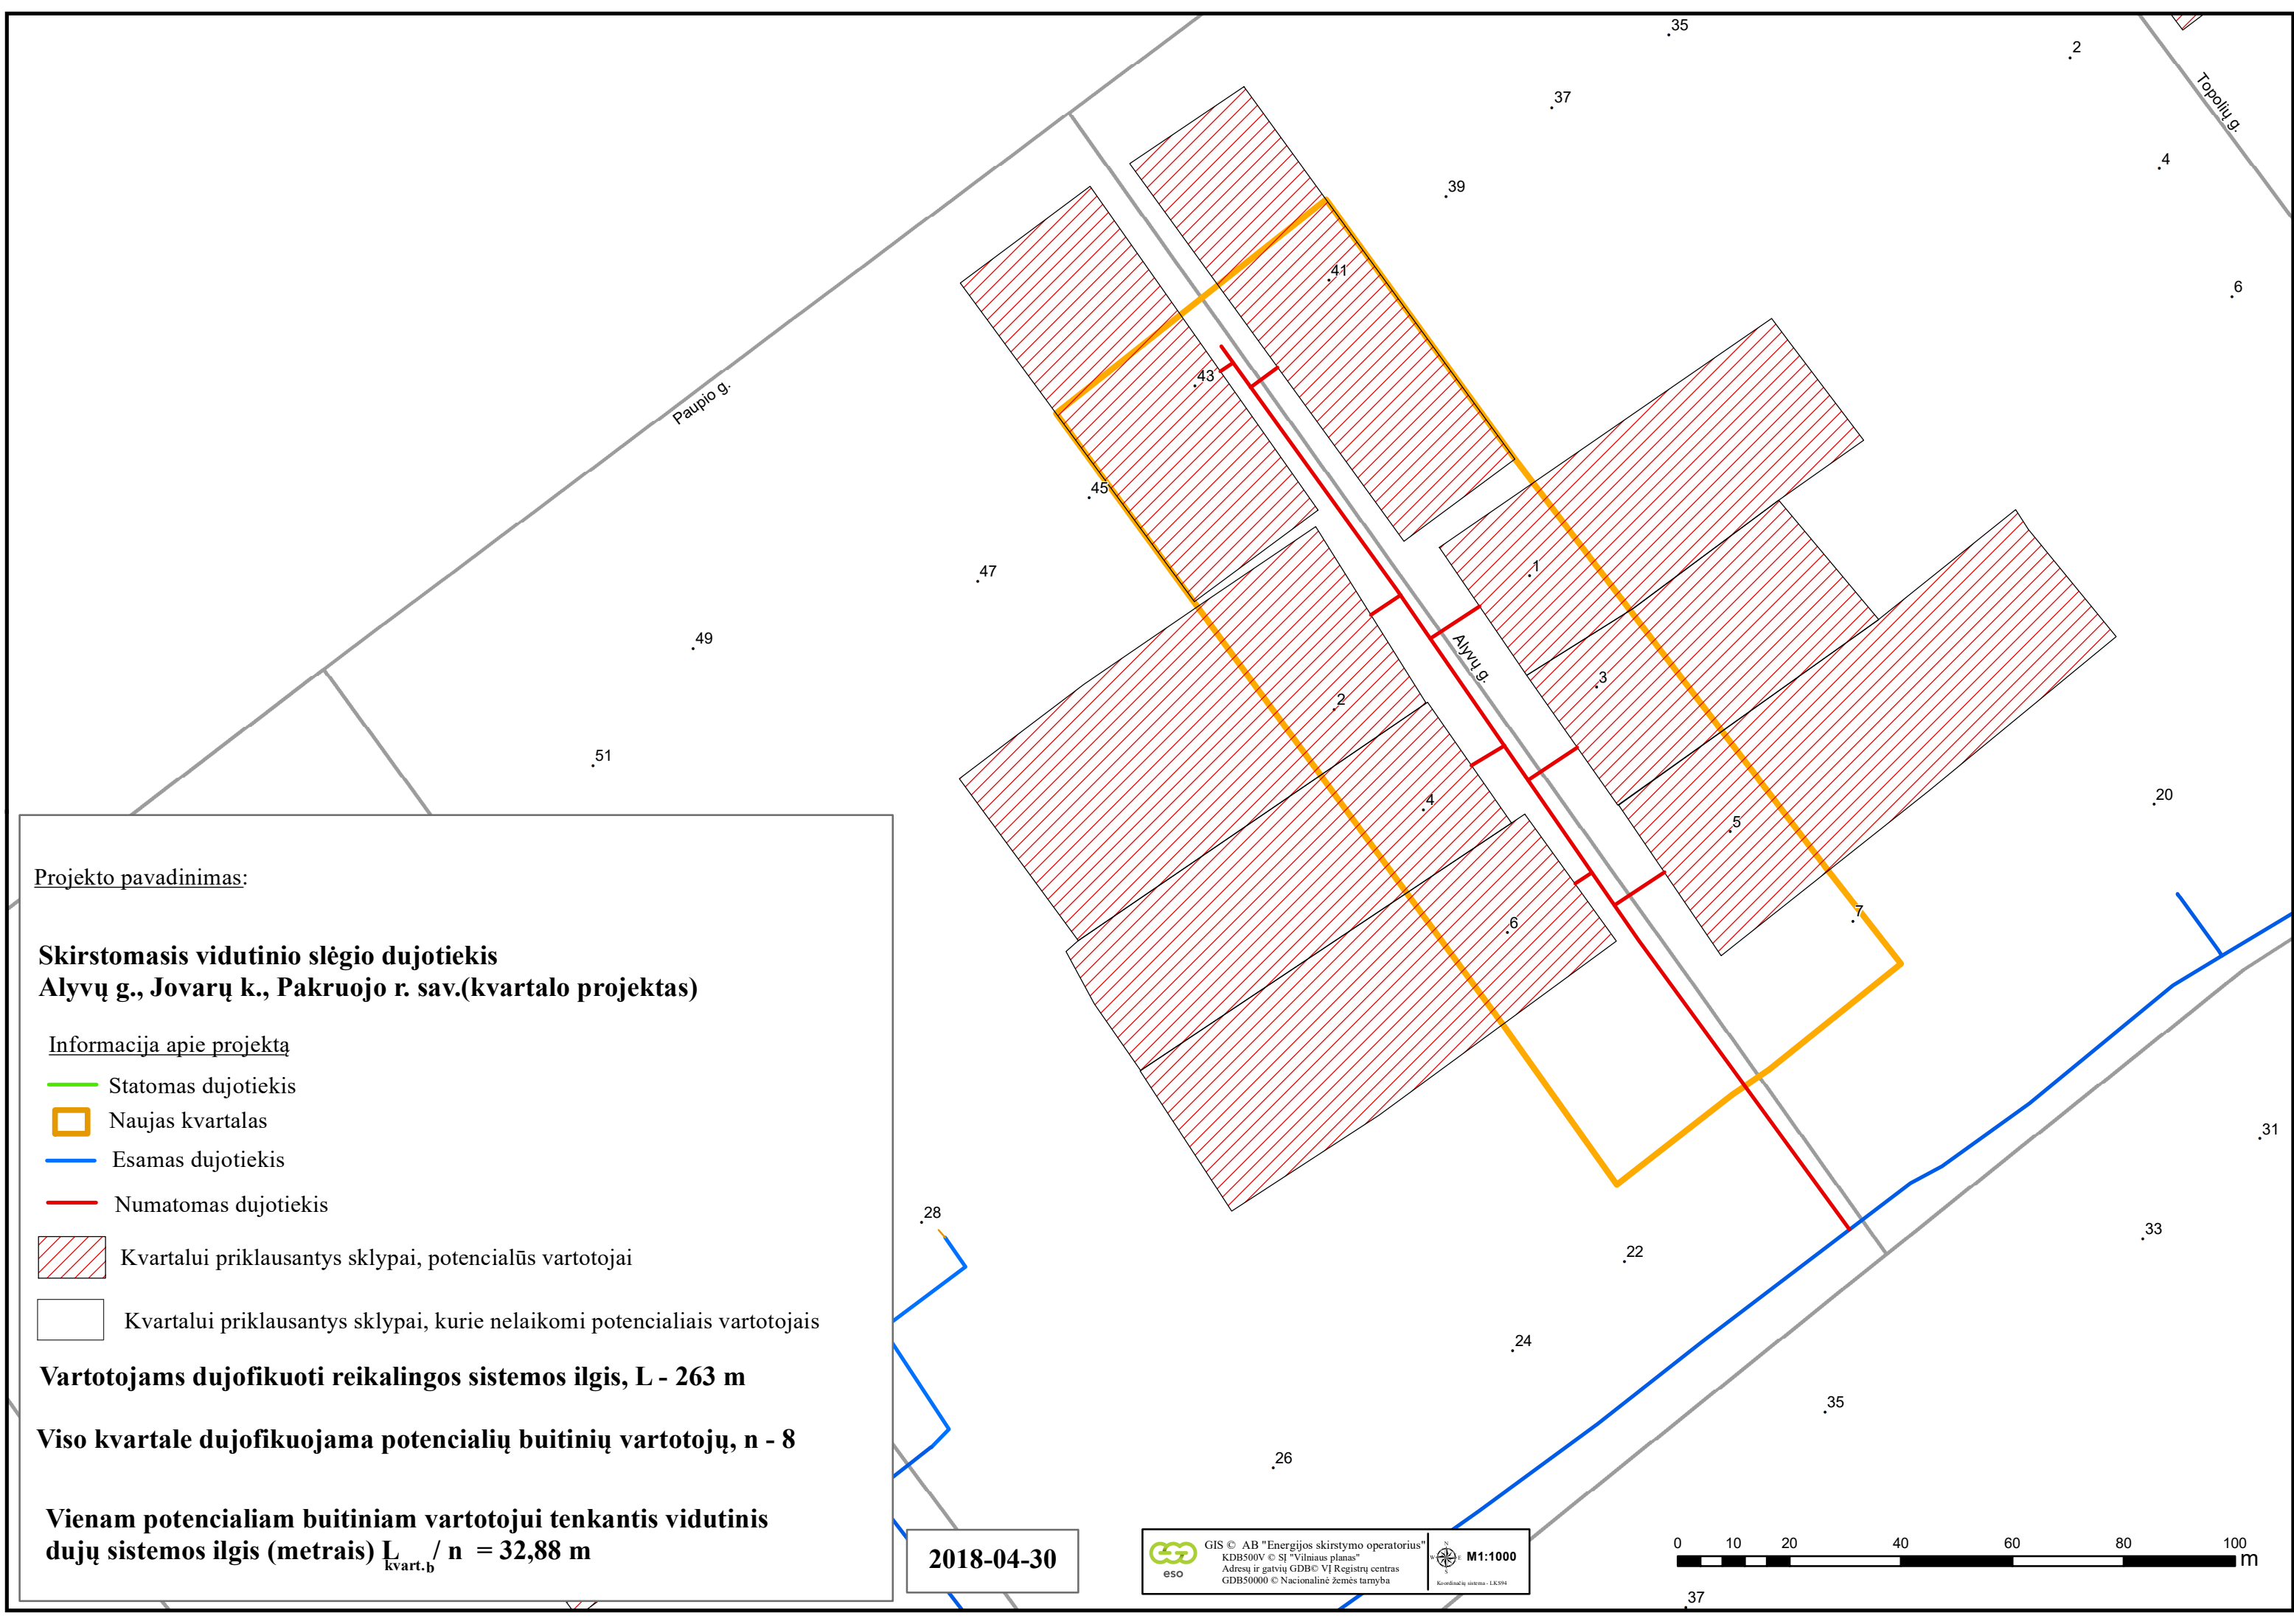 35
2
37
Topolių g.
4
39
41
6
43
Paupio g.
45
47
1
49
Alyvų g.
3
2
51
4
20
5
7
6
31
28
33
22
24
35
26
37
Projekto pavadinimas:
Skirstomasis vidutinio slėgio dujotiekis
Alyvų g., Jovarų k., Pakruojo r. sav.(kvartalo projektas)
Informacija apie projektą
Statomas dujotiekis
Naujas kvartalas
Esamas dujotiekis
Numatomas dujotiekis
Kvartalui priklausantys sklypai, potencialūs vartotojai
Kvartalui priklausantys sklypai, kurie nelaikomi potencialiais vartotojais
Vartotojams dujofikuoti reikalingos sistemos ilgis, L - 263 m
Viso kvartale dujofikuojama potencialių buitinių vartotojų, n - 8
Vienam potencialiam buitiniam vartotojui tenkantis vidutinis
dujų sistemos ilgis (metrais) L kvart.b / n = 32,88 m
2018-04-30
eso
GIS © AB "Energijos skirstymo operatorius"
KDB500V © SĮ "Vilniaus planas"
Adresų ir gatvių GDB© VĮ Registrų centras
GDB50000 © Nacionalinė žemės tarnyba
N
W E
S
M1:1000
Koordinačių sistema - LKS94
0 10 20 40 60 80 100
m